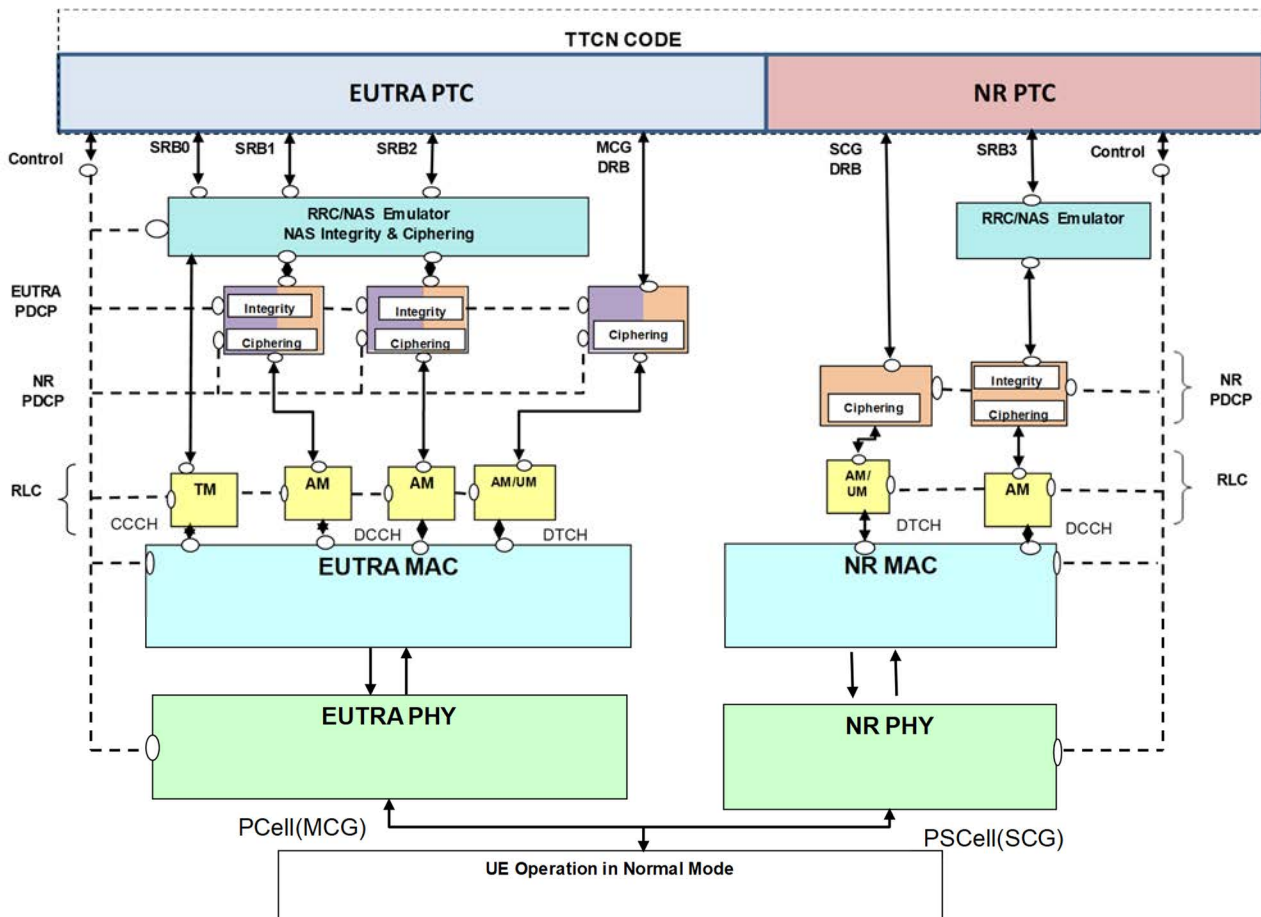 TTCN CODE
EUTRA PTC
NR PTC
Control
SRB0
SRB1
SRB2
MCG
DRB
SCG
DRB
SRB3
Control
RRC/NAS Emulator
NAS Integrity & Ciphering
RRC/NAS Emulator
EUTRA
PDCP
Integrity
Ciphering
Integrity
Ciphering
Ciphering
NR
PDCP
Ciphering
Integrity
Ciphering
NR
PDCP
RLC
TM
AM
AM
AM/UM
AM/
UM
AM
RLC
CCCH
DCCH
DTCH
DTCH
DCCH
EUTRA MAC
NR MAC
EUTRA PHY
NR PHY
PCell(MCG)
PSCell(SCG)
UE Operation in Normal Mode